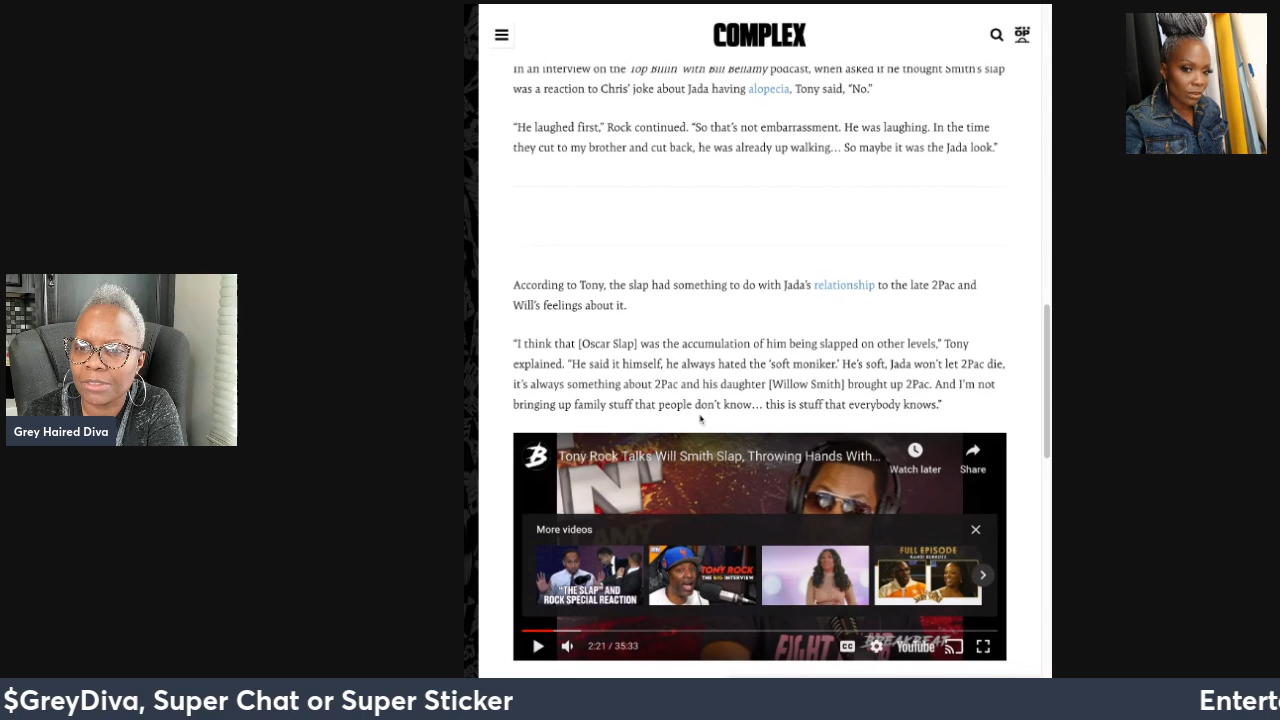 COMPLEX
OP
In an interview on the Top Billin' with Bill Bellamy podcast, when asked if he thought Smith's slap
was a reaction to Chris' joke about Jada having alopecia, Tony said, “No.”
“He laughed first,” Rock continued. “So that's not embarrassment. He was laughing. In the time
they cut to my brother and cut back, he was already up walking… So maybe it was the Jada look.”
According to Tony, the slap had something to do with Jada's relationship to the late 2Pac and
Will's feelings about it.
“I think that [Oscar Slap] was the accumulation of him being slapped on other levels,” Tony
explained. “He said it himself, he always hated the ‘soft moniker.’ He's soft, Jada won't let 2Pac die,
it's always something about 2Pac and his daughter [Willow Smith] brought up 2Pac. And I'm not
bringing up family stuff that people don't know… this is stuff that everybody knows.”
Grey Haired Diva
B
Tony Rock Talks Will Smith Slap, Throwing Hands With...
Watch later
Share
More videos
"THE SLAP" AND
ROCK SPECIAL REACTION
TONY ROCK
THE BIG INTERVIEW
FULL EPISODE
2:21 / 35:33
FIGHT
BREAKBEAT
CC
YouTube
$GreyDiva, Super Chat or Super Sticker
Entert